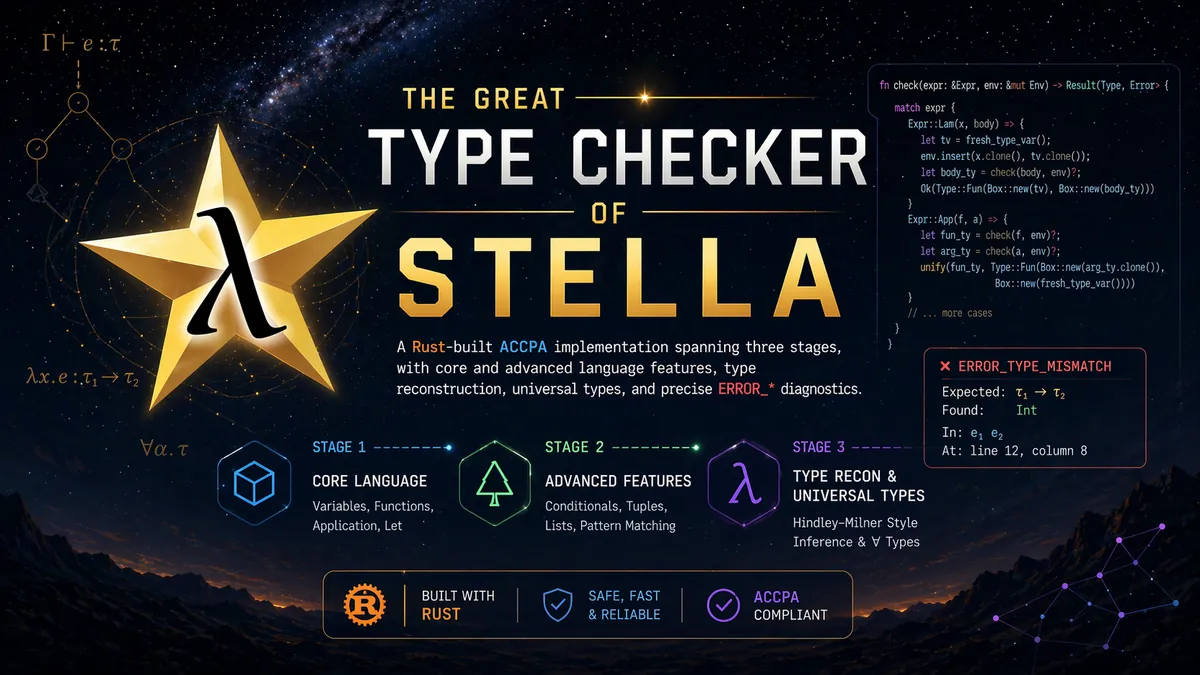 Γ ⊢ e : τ
THE GREAT
TYPE CHECKER
OF
STELLA
λ
A Rust-built ACCPA implementation spanning three stages,
with core and advanced language features, type
reconstruction, universal types, and precise ERROR_* diagnostics.
λx.e : τ₁ → τ₂
∀α. τ
fn check(expr: &Expr, env: &mut Env) -> Result(Type, Error> {
match expr {
Expr::Lam(x, body) => {
let tv = fresh_type_var();
env.insert(x.clone(), tv.clone());
let body_ty = check(body, env)?;
Ok(Type::Fun(Box::new(tv), Box::new(body_ty)))
}
Expr::App(f, a) => {
let fun_ty = check(f, env)?;
let arg_ty = check(a, env)?;
unify(fun_ty, Type::Fun(Box::new(arg_ty.clone()),
Box::new(fresh_type_var())))
}
// ... more cases
}
}
× ERROR_TYPE_MISMATCH
Expected: τ₁ → τ₂
Found: Int
In: e₁ e₂
At: line 12, column 8
STAGE 1
CORE LANGUAGE
Variables, Functions,
Application, Let
STAGE 2
ADVANCED FEATURES
Conditionals, Tuples,
Lists, Pattern Matching
λ
STAGE 3
TYPE RECON &
UNIVERSAL TYPES
Hindley–Milner Style
Inference & ∀ Types
R
BUILT WITH
RUST
SAFE, FAST
& RELIABLE
ACCPA
COMPLIANT